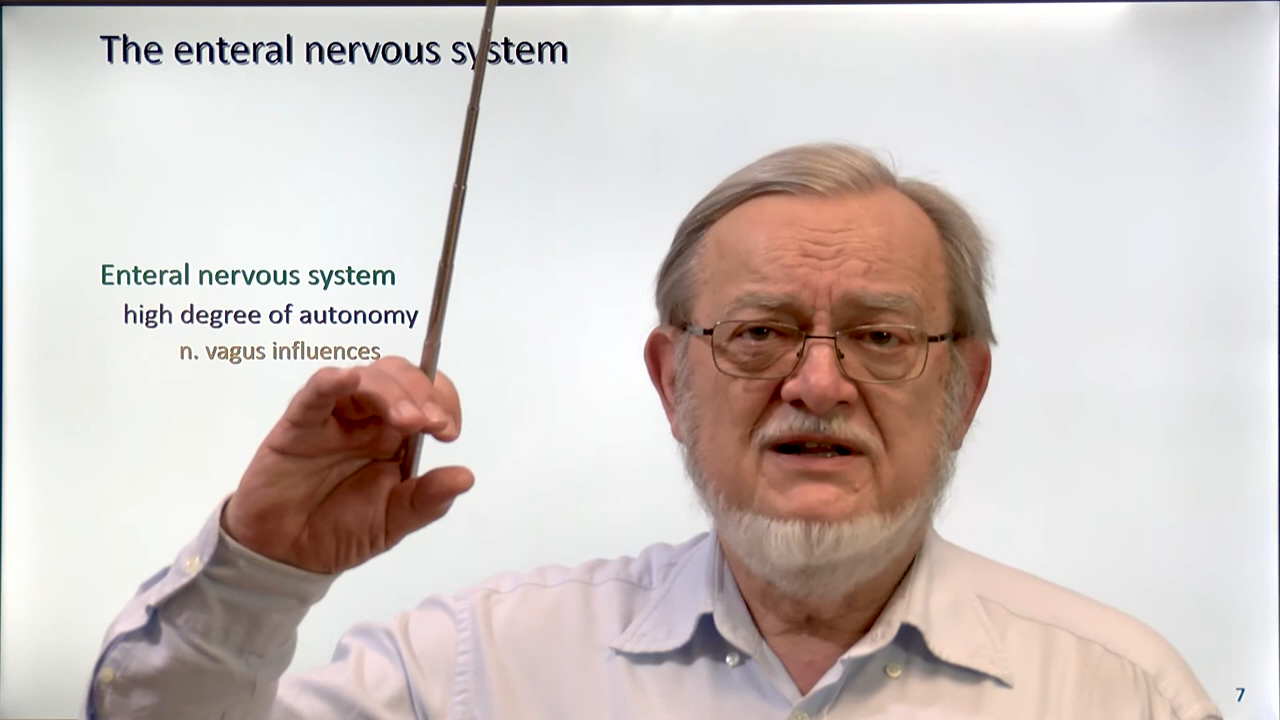 The enteral nervous system
Enteral nervous system
high degree of autonomy
n. vagus influences
7